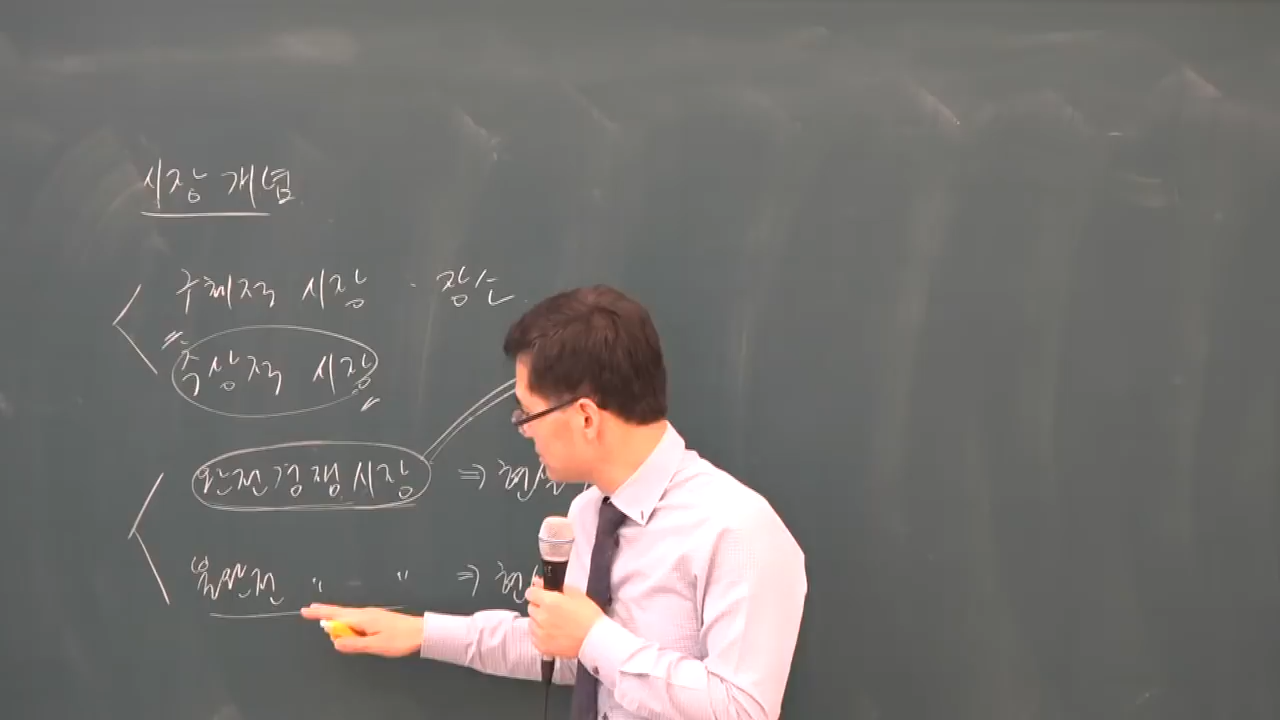 시장 개념
구체적 시장 · 장소
추상적 시장
완전경쟁시장 ⇒ 현실
불완전 〃 〃 ⇒ 현